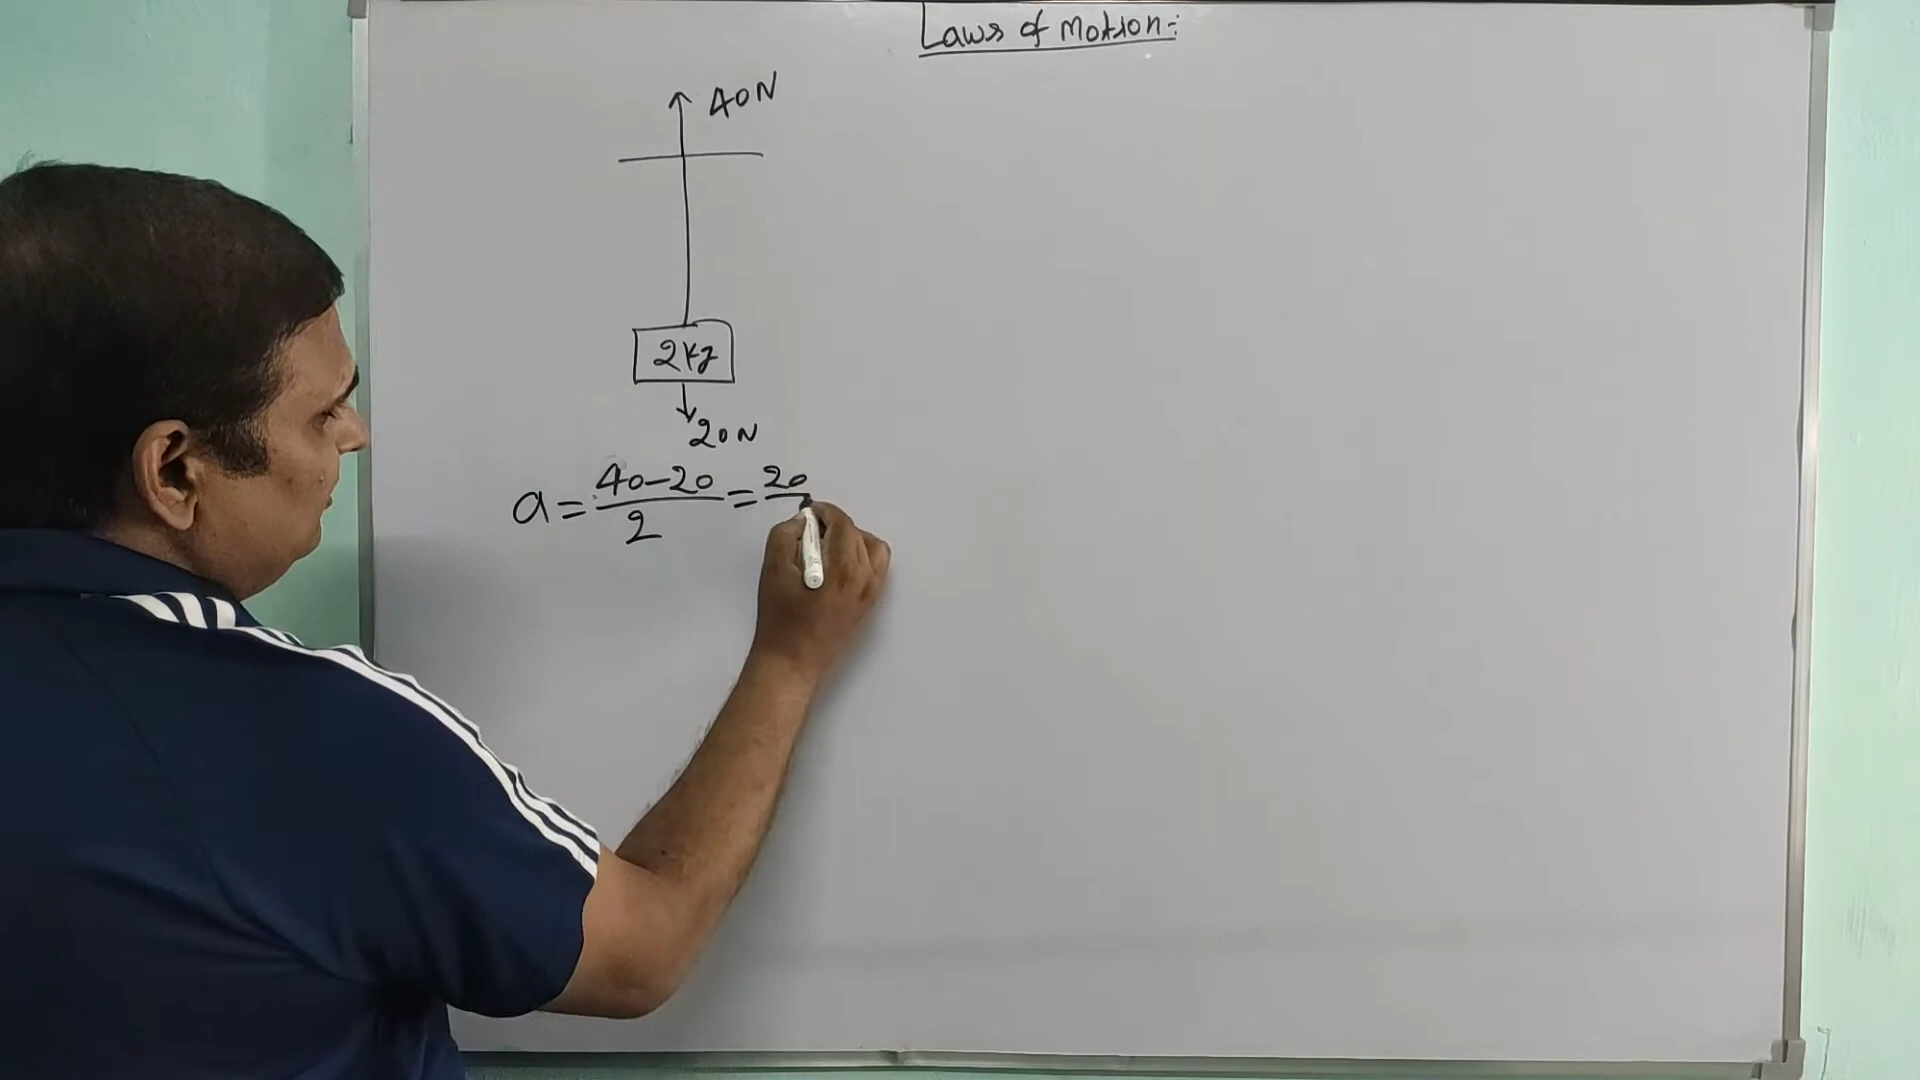 Laws of Motion:-
40N
2kg
20N
a = 40-20 / 2 = 20